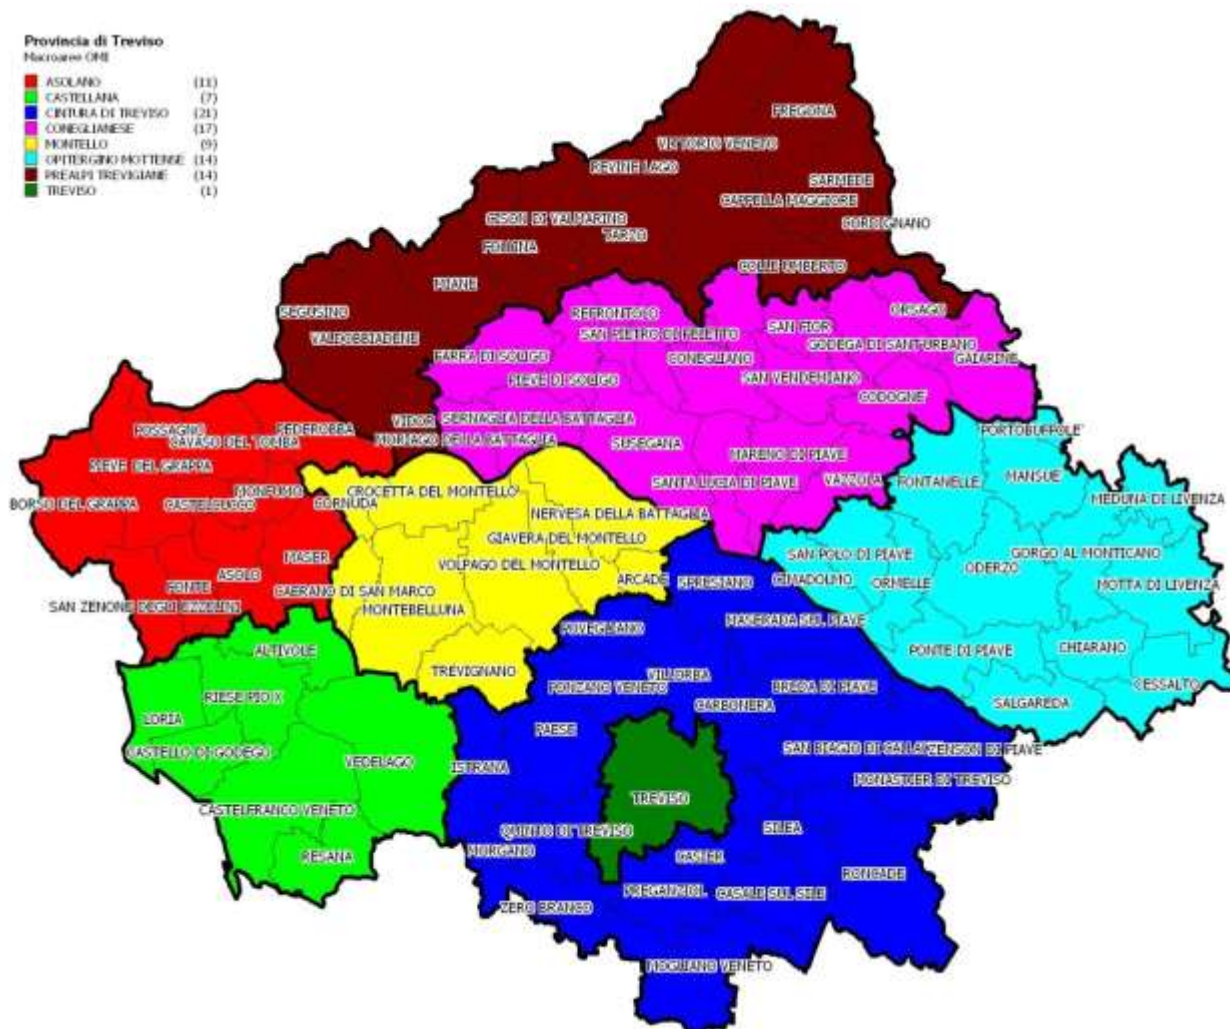 Provincia di Treviso
Macroaree OMI
ASOLANO (11)
CASTELLANA (7)
CINTURA DI TREVISO (21)
CONEGLIANESE (17)
MONTELLO (9)
OPITERGINO MOTTENSE (14)
PREALPI TREVIGIANE (14)
TREVISO (1)
FREGONA
VITTORIO VENETO
REVINE LAGO
SARMEDE
CAPPELLA MAGGIORE
CISON DI VALMARINO
CORDIGNANO
TARZO
FOLLINA
COLLE UMBERTO
MIANE
SEGUSINO
REFRONTOLO
ORSAGO
SAN FIOR
VALDOBBIADENE
SAN PIETRO DI FELETTO
GODEGA DI SANT'URBANO
FARRA DI SOLIGO
CONEGLIANO
GAIARINE
PIEVE DI SOLIGO
SAN VENDEMIANO
CODOGNE'
VIDOR
SERNAGLIA DELLA BATTAGLIA
POSSAGNO
PEDEROBBA
PORTOBUFFOLE'
CAVASO DEL TOMBA
MORIAGO DELLA BATTAGLIA
SUSEGANA
MARENO DI PIAVE
PIEVE DEL GRAPPA
MANSUE'
SANTA LUCIA DI PIAVE
VAZZOLA
FONTANELLE
MONFUMO
CROCETTA DEL MONTELLO
MEDUNA DI LIVENZA
BORSO DEL GRAPPA
CASTELCUCCO
CORNUDA
NERVESA DELLA BATTAGLIA
GIAVERA DEL MONTELLO
MASER
SAN POLO DI PIAVE
GORGO AL MONTICANO
VOLPAGO DEL MONTELLO
ODERZO
ASOLO
ARCADE
SPRESIANO
CIMADOLMO
ORMELLE
MOTTA DI LIVENZA
FONTE
CAERANO DI SAN MARCO
SAN ZENONE DEGLI EZZELINI
MONTEBELLUNA
MASERADA SUL PIAVE
POVEGLIANO
ALTIVOLE
PONTE DI PIAVE
CHIARANO
TREVIGNANO
VILLORBA
PONZANO VENETO
BREDA DI PIAVE
CESSALTO
RIESE PIO X
CARBONERA
SALGAREDA
LORIA
PAESE
CASTELLO DI GODEGO
SAN BIAGIO DI CALLA
ZENSON DI PIAVE
VEDELAGO
ISTRANA
MONASTIER DI TREVISO
TREVISO
CASTELFRANCO VENETO
QUINTO DI TREVISO
SILEA
MORGANO
RESANA
CASIER
RONCADE
PREGANZIOL
CASALE SUL SILE
ZERO BRANCO
MOGLIANO VENETO